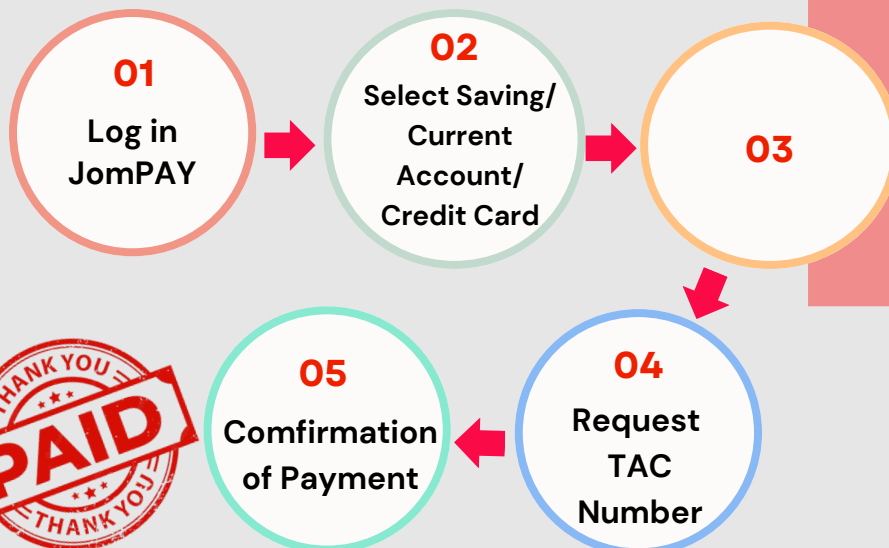 01
Log in
JomPAY
02
Select Saving/
Current
Account/
Credit Card
03
04
Request
TAC
Number
05
Comfirmation
of Payment
THANK YOU
PAID
THANK YOU